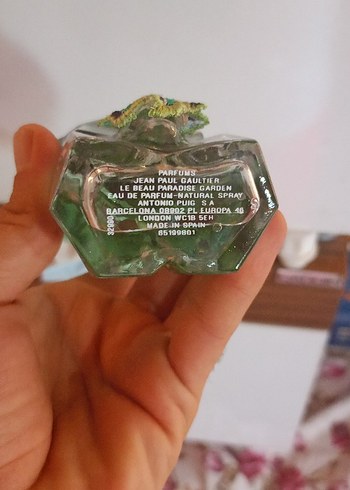 PARFUMS
JEAN PAUL GAULTIER
LE BEAU PARADISE GARDEN
EAU DE PARFUM-NATURAL SPRAY
ANTONIO PUIG S A
BARCELONA 08902 PL EUROPA 46
LONDON WC1B 5EH
MADE IN SPAIN
65199801